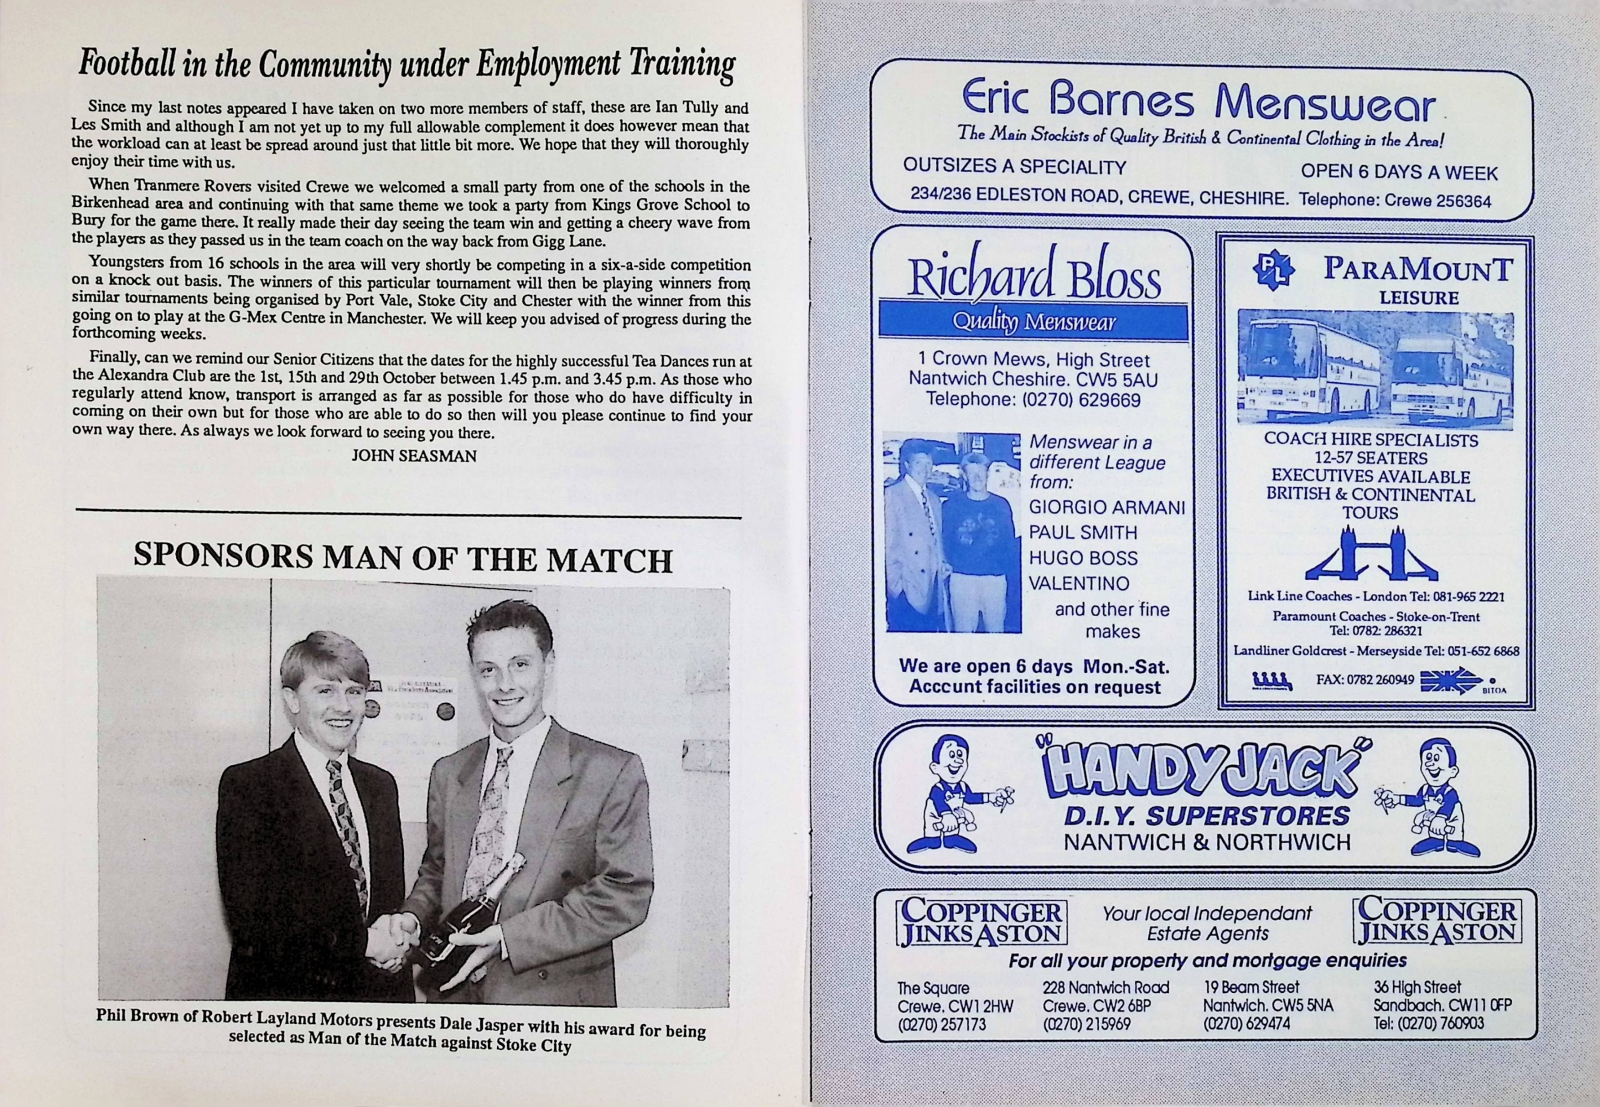 Football in the Community under Employment Training
Since my last notes appeared I have taken on two more members of staff, these are Ian Tully and
Les Smith and although I am not yet up to my full allowable complement it does however mean that
the workload can at least be spread around just that little bit more. We hope that they will thoroughly
enjoy their time with us.
When Tranmere Rovers visited Crewe we welcomed a small party from one of the schools in the
Birkenhead area and continuing with that same theme we took a party from Kings Grove School to
Bury for the game there. It really made their day seeing the team win and getting a cheery wave from
the players as they passed us in the team coach on the way back from Gigg Lane.
Youngsters from 16 schools in the area will very shortly be competing in a six-a-side competition
on a knock out basis. The winners of this particular tournament will then be playing winners from
similar tournaments being organised by Port Vale, Stoke City and Chester with the winner from this
going on to play at the G-Mex Centre in Manchester. We will keep you advised of progress during the
forthcoming weeks.
Finally, can we remind our Senior Citizens that the dates for the highly successful Tea Dances run at
the Alexandra Club are the 1st, 15th and 29th October between 1.45 p.m. and 3.45 p.m. As those who
regularly attend know, transport is arranged as far as possible for those who do have difficulty in
coming on their own but for those who are able to do so then will you please continue to find your
own way there. As always we look forward to seeing you there.
JOHN SEASMAN
SPONSORS MAN OF THE MATCH
Phil Brown of Robert Layland Motors presents Dale Jasper with his award for being
selected as Man of the Match against Stoke City
Eric Barnes Menswear
The Main Stockists of Quality British & Continental Clothing in the Area!
OUTSIZES A SPECIALITY OPEN 6 DAYS A WEEK
234/236 EDLESTON ROAD, CREWE, CHESHIRE. Telephone: Crewe 256364
Richard Bloss
Quality Menswear
1 Crown Mews, High Street
Nantwich Cheshire. CW5 5AU
Telephone: (0270) 629669
Menswear in a
different League
from:
GIORGIO ARMANI
PAUL SMITH
HUGO BOSS
VALENTINO
and other fine
makes
We are open 6 days Mon.-Sat.
Acccunt facilities on request
P/L PARAMOUNT
LEISURE
COACH HIRE SPECIALISTS
12-57 SEATERS
EXECUTIVES AVAILABLE
BRITISH & CONTINENTAL
TOURS
Link Line Coaches - London Tel: 081-965 2221
Paramount Coaches - Stoke-on-Trent
Tel: 0782: 286321
Landliner Goldcrest - Merseyside Tel: 051-652 6868
FAX: 0782 260949
BITOA
"HANDY JACK"
D.I.Y. SUPERSTORES
NANTWICH & NORTHWICH
COPPINGER
JINKS ASTON
Your local Independant
Estate Agents
COPPINGER
JINKS ASTON
For all your property and mortgage enquiries
The Square
Crewe. CW1 2HW
(0270) 257173
228 Nantwich Road
Crewe. CW2 6BP
(0270) 215969
19 Beam Street
Nantwich. CW5 5NA
(0270) 629474
36 High Street
Sandbach. CW11 0FP
Tel: (0270) 760903